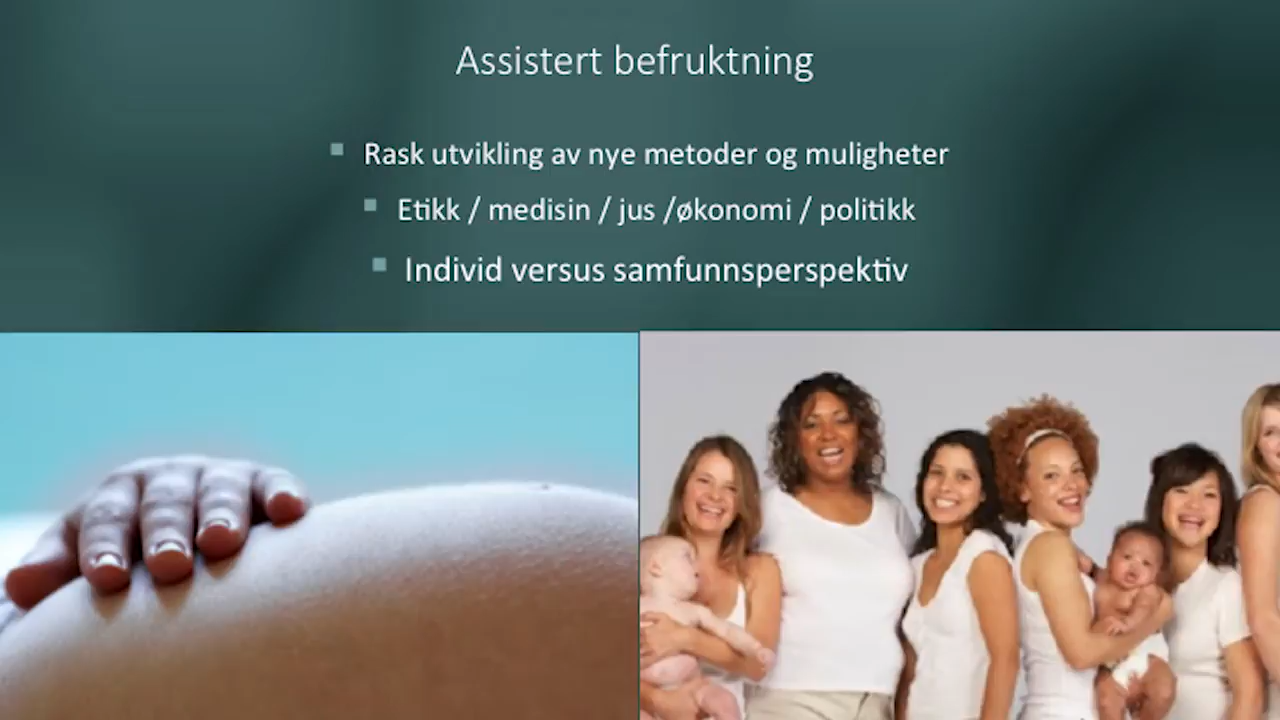 Assistert befruktning
Rask utvikling av nye metoder og muligheter
Etikk / medisin / jus /økonomi / politikk
Individ versus samfunnsperspektiv